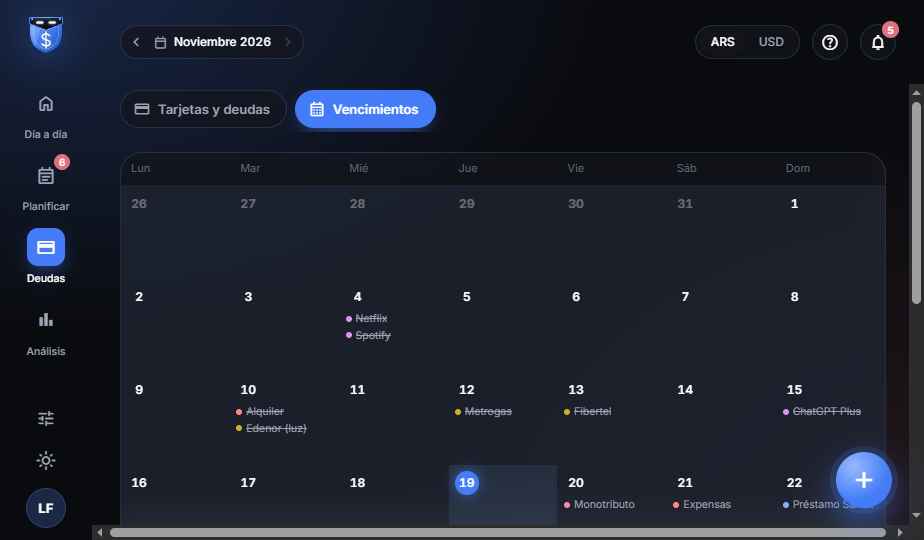 $
Noviembre 2026
ARS USD
5
Tarjetas y deudas Vencimientos
Día a día
6
Planificar
Deudas
Análisis
LF
Lun Mar Mié Jue Vie Sáb Dom
26 27 28 29 30 31 1
2 3 4 5 6 7 8
Netflix
Spotify
9 10 11 12 13 14 15
Alquiler Metrogas Fibertel ChatGPT Plus
Edenor (luz)
16 17 18 19 20 21 22
Monotributo Expensas Préstamo